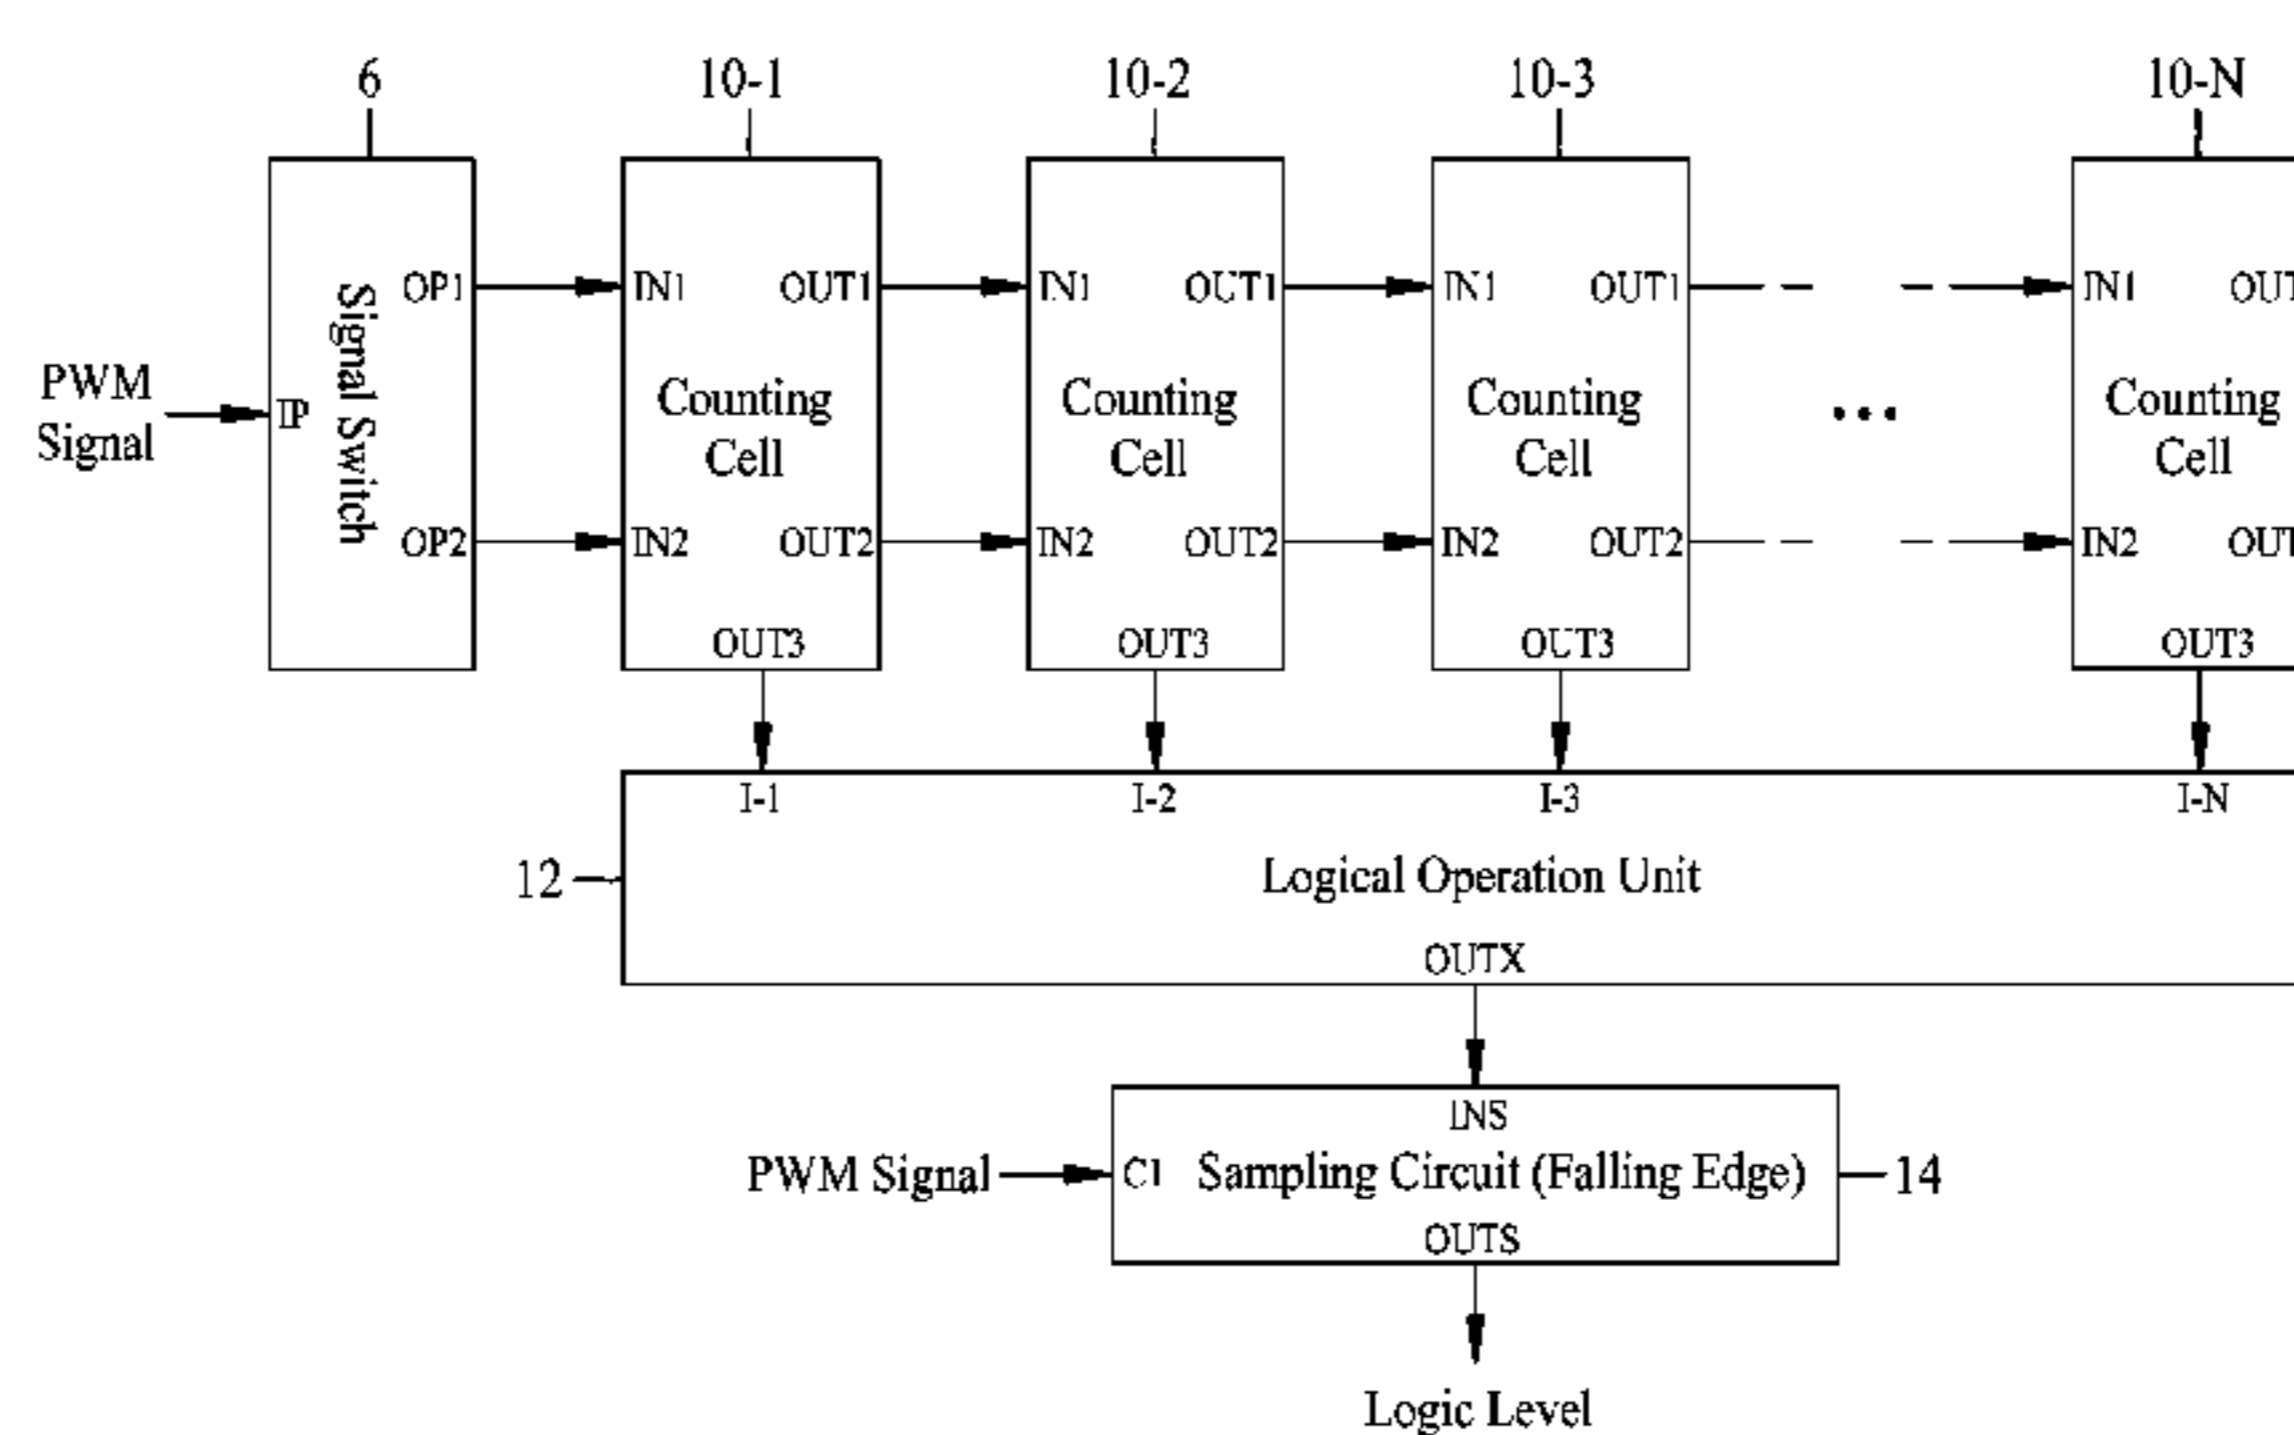 6
10-1
10-2
10-3
10-N
PWM
Signal
IP
Signal Switch
OP1
OP2
IN1
OUT1
Counting
Cell
IN2
OUT2
OUT3
IN1
OUT1
Counting
Cell
IN2
OUT2
OUT3
IN1
OUT1
Counting
Cell
IN2
OUT2
OUT3
...
IN1
OUT
Counting
Cell
IN2
OUT
OUT3
I-1
I-2
I-3
I-N
12
Logical Operation Unit
OUTX
INS
PWM Signal
C1
Sampling Circuit (Falling Edge)
14
OUTS
Logic Level